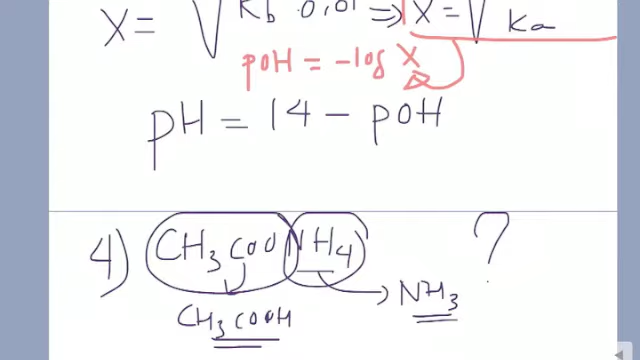 X = √ Kb 0.01 ⇒ X = √ Ka
pOH = -log X
pH = 14 - pOH
4) CH3COONH4 ?
NH3
CH3COOH